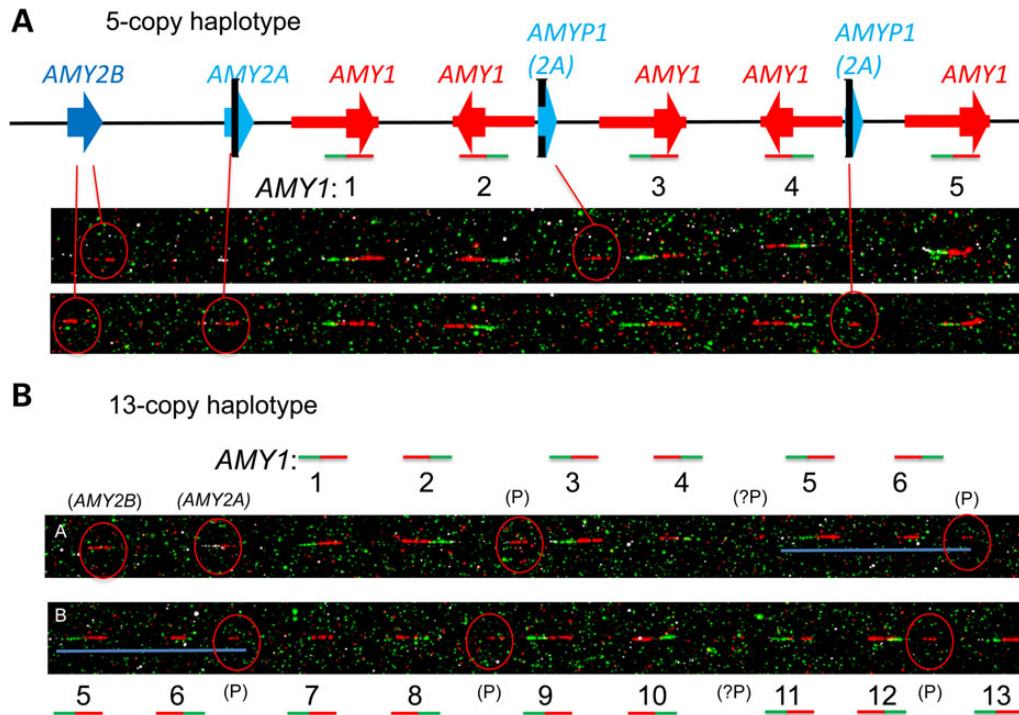 A
5-copy haplotype
AMY2B
AMY2A
AMY1
AMY1
AMYP1
(2A)
AMY1
AMY1
AMYP1
(2A)
AMY1
AMY1: 1 2 3 4 5
B
13-copy haplotype
AMY1: 1 2 3 4 5 6
(AMY2B) (AMY2A) (P) (?P) (P)
A
B
5 6 (P) 7 8 (P) 9 10 (?P) 11 12 (P) 13